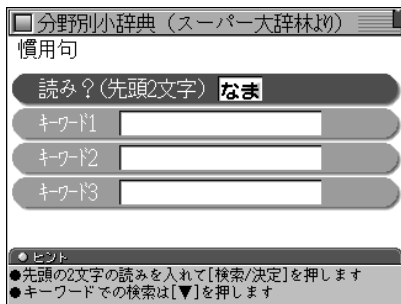 分野別小辞典（スーパー大辞林より）
慣用句
読み？(先頭2文字) なま
ｷｰﾜｰﾄﾞ1
ｷｰﾜｰﾄﾞ2
ｷｰﾜｰﾄﾞ3
ヒント
●先頭の2文字の読みを入れて[検索/決定]を押します
●キーワードでの検索は[▼]を押します